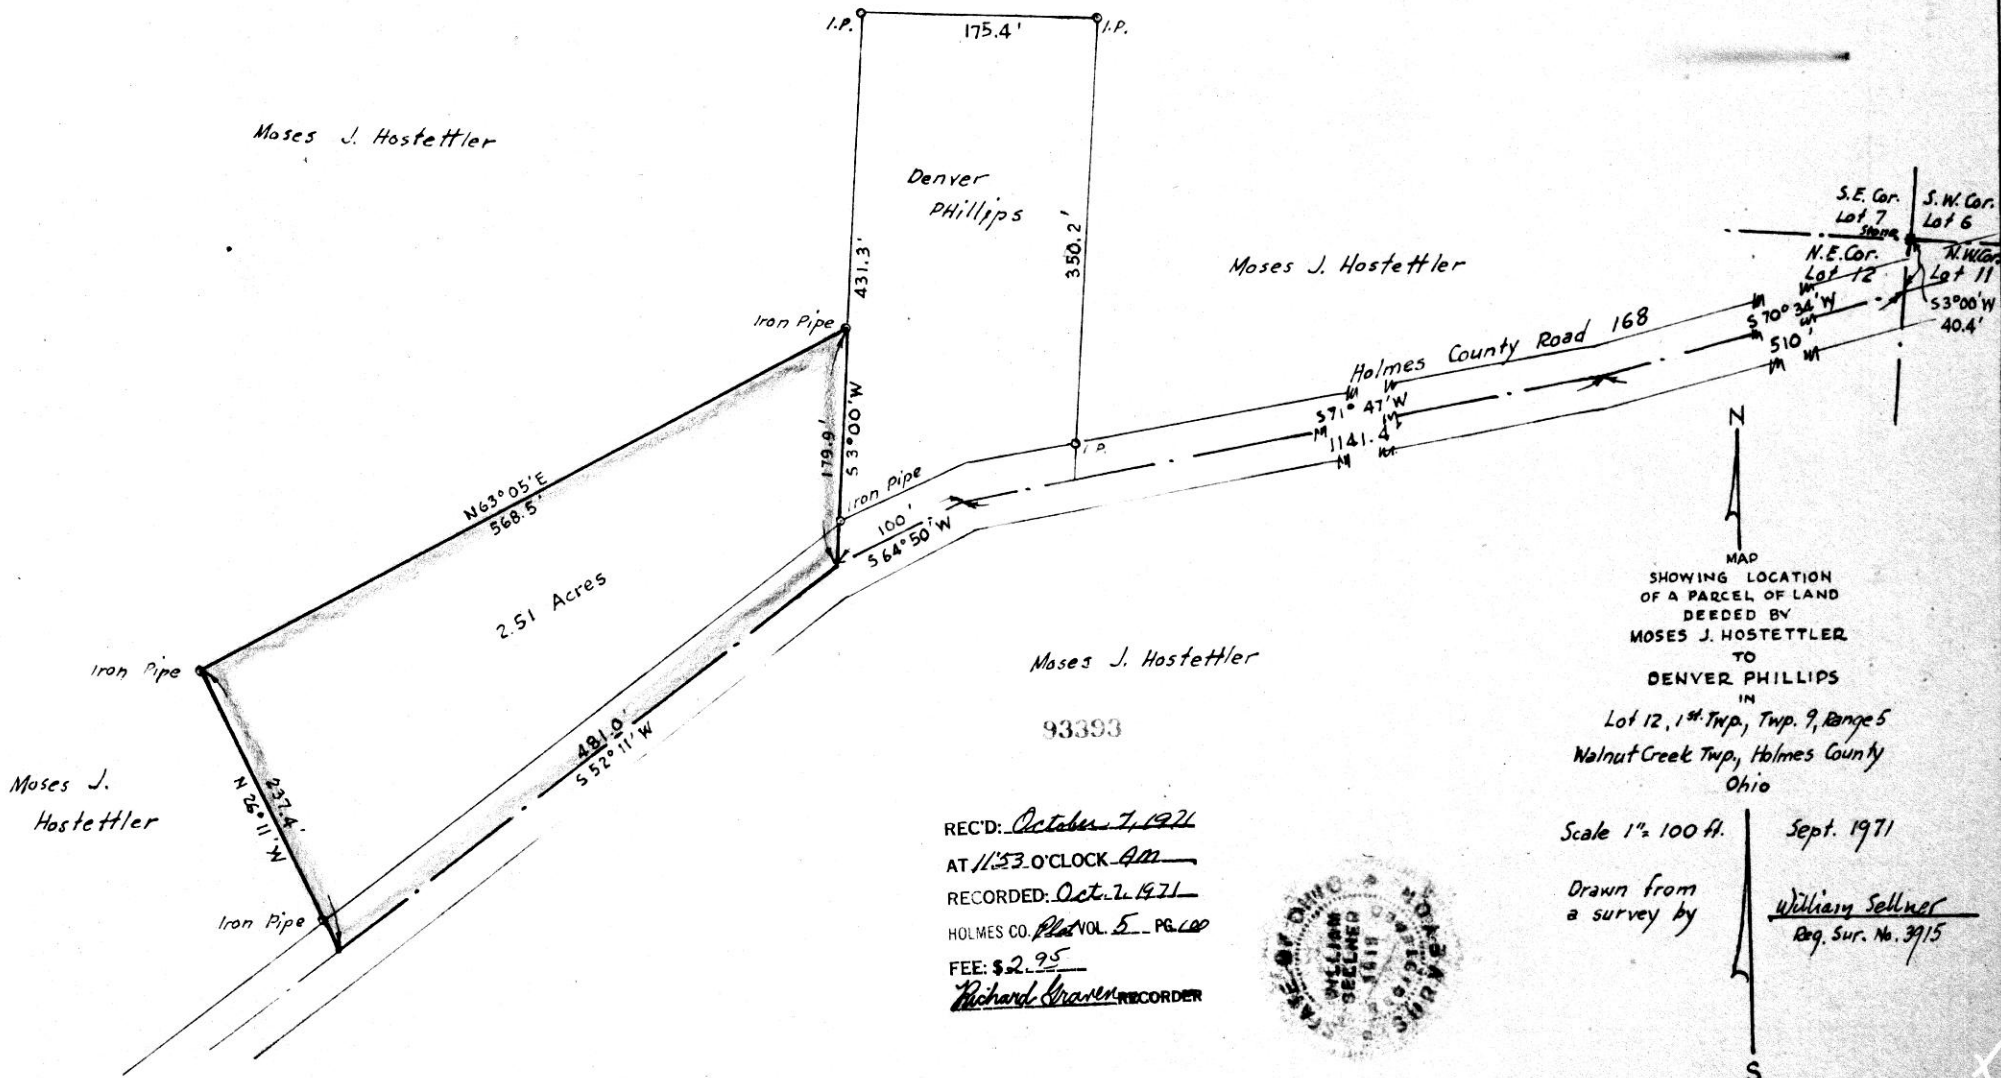 I.P.
175.4'
I.P.
Moses J. Hostettler
Denver
PHillips
431.3'
350.2'
Moses J. Hostettler
S.E. Cor.
Lot 7
Stone
S.W. Cor.
Lot 6
N.E. Cor.
Lot 12
N.W. Cor.
Lot 11
S 3°00'W
40.4'
S 70° 34' W
510'
Holmes County Road 168
S 71° 47' W
1141.4'
I.P.
Iron Pipe
179.9'
S 3°00'W
Iron Pipe
100'
S 64° 50' W
N 63° 05' E
568.5'
2.51 Acres
Iron Pipe
237.4'
N 26° 11' W
481.0'
S 52° 11' W
Iron Pipe
Moses J.
Hostettler
Moses J. Hostettler
93393
REC'D: October 7, 1971
AT 11:53 O'CLOCK AM
RECORDED: Oct. 7, 1971
HOLMES CO. Plat VOL. 5 PG.
FEE: $ 2.95
Richard Graven RECORDER
STATE OF OHIO
WILLIAM
SELLNER
3915
REGISTERED
SURVEYOR
N
MAP
SHOWING LOCATION
OF A PARCEL OF LAND
DEEDED BY
MOSES J. HOSTETTLER
TO
DENVER PHILLIPS
IN
Lot 12, 1st. Twp., Twp. 9, Range 5
Walnut Creek Twp., Holmes County
Ohio
Scale 1"= 100 ft.
Sept. 1971
Drawn from
a survey by
William Sellner
Reg. Sur. No. 3915
S